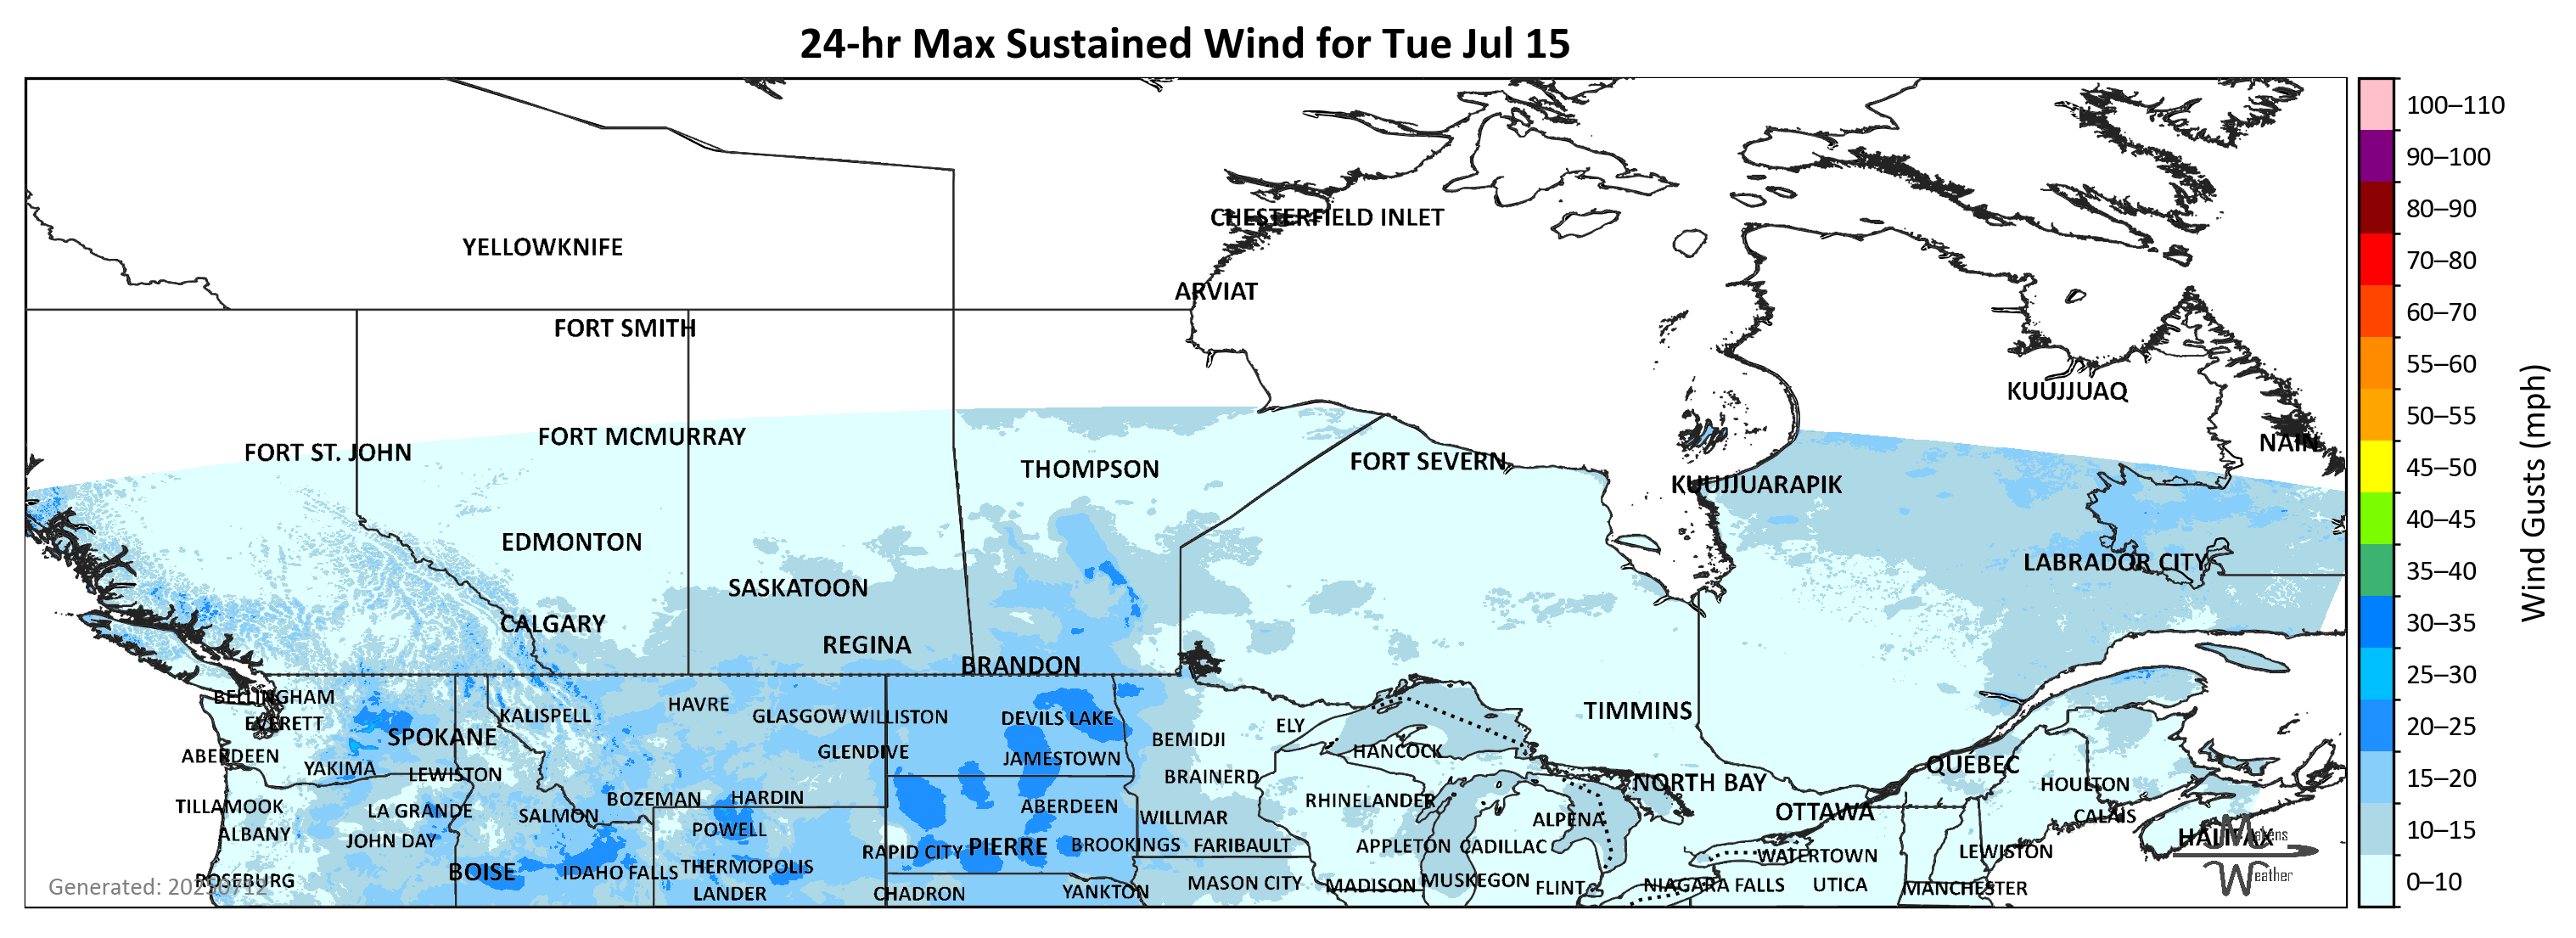 24-hr Max Sustained Wind for Tue Jul 15
100–110
90–100
80–90
70–80
60–70
55–60
50–55
45–50
40–45
35–40
30–35
25–30
20–25
15–20
10–15
0–10
Wind Gusts (mph)
CHESTERFIELD INLET
YELLOWKNIFE
ARVIAT
FORT SMITH
KUUJJUAQ
FORT MCMURRAY
NAIN
FORT ST. JOHN
FORT SEVERN
THOMPSON
KUUJJUARAPIK
EDMONTON
LABRADOR CITY
SASKATOON
CALGARY
REGINA
BRANDON
BELLINGHAM
HAVRE
TIMMINS
KALISPELL
GLASGOW
WILLISTON
DEVILS LAKE
EVERETT
ELY
SPOKANE
BEMIDJI
GLENDIVE
HANCOCK
ABERDEEN
JAMESTOWN
QUÉBEC
YAKIMA
LEWISTON
BRAINERD
NORTH BAY
HOULTON
BOZEMAN
HARDIN
RHINELANDER
TILLAMOOK
LA GRANDE
ABERDEEN
OTTAWA
SALMON
CALAIS
WILLMAR
ALPENA
POWELL
ALBANY
HALIFAX
JOHN DAY
BROOKINGS
FARIBAULT
PIERRE
APPLETON
CADILLAC
RAPID CITY
LEWISTON
WATERTOWN
THERMOPOLIS
BOISE
IDAHO FALLS
ROSEBURG
MUSKEGON
MASON CITY
MADISON
NIAGARA FALLS
UTICA
FLINT
MANCHESTER
YANKTON
LANDER
CHADRON
Generated: 20250712
Makens
Weather